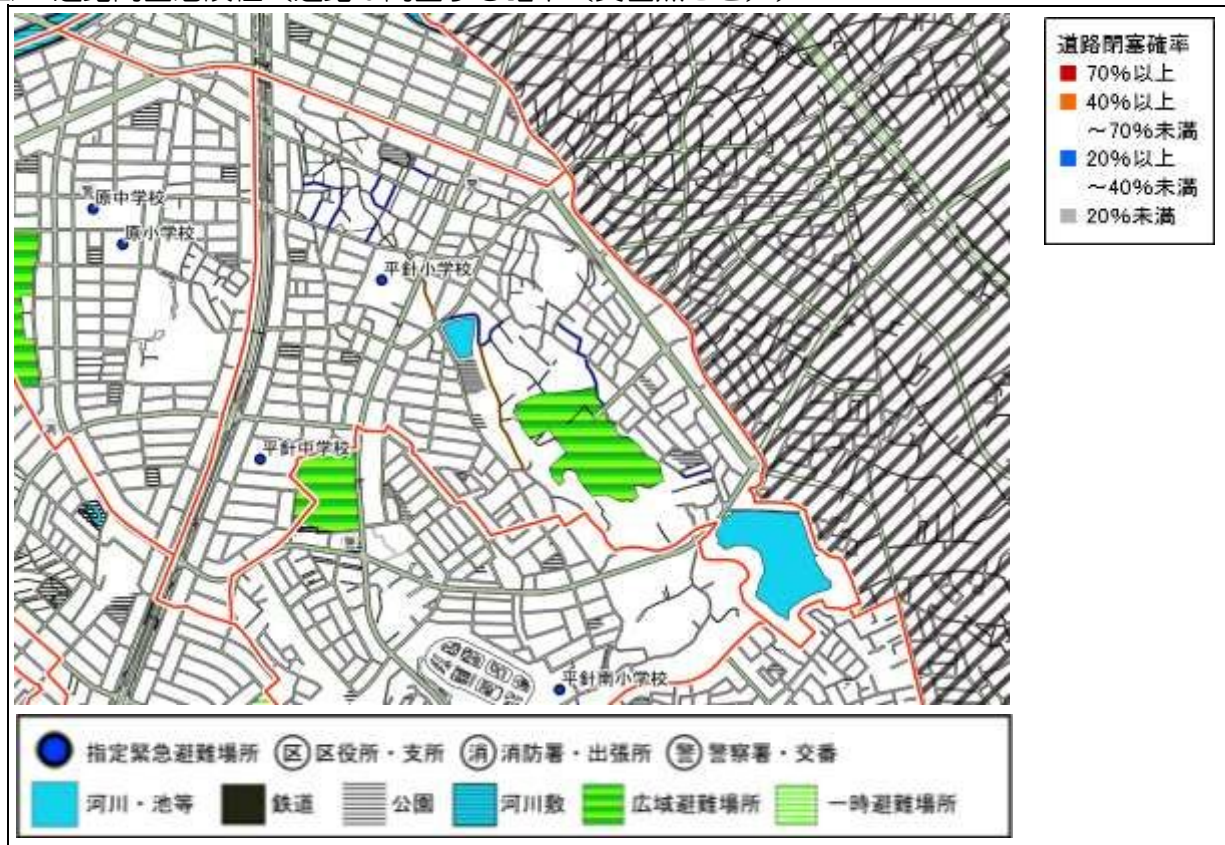 道路閉塞確率
70%以上
40%以上
～70%未満
20%以上
～40%未満
20%未満
原中学校
原小学校
平針小学校
平針中学校
平針南小学校
指定緊急避難場所 区 区役所・支所 消 消防署・出張所 警 警察署・交番
河川・池等 鉄道 公園 河川敷 広域避難場所 一時避難場所